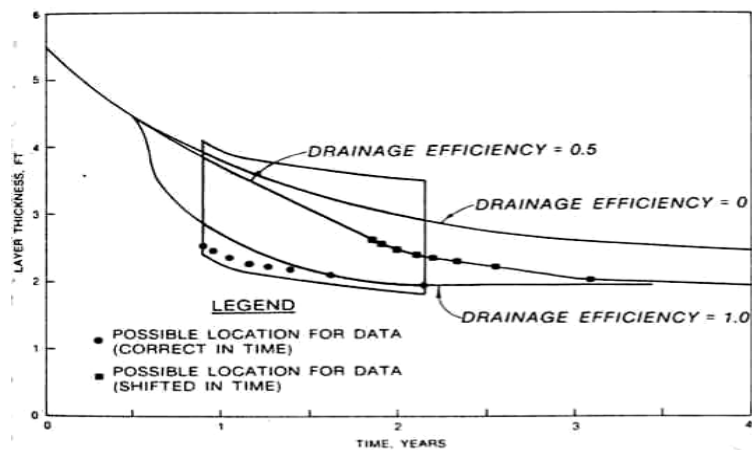 6
5
4
3
2
1
0
LAYER THICKNESS, FT
DRAINAGE EFFICIENCY = 0.5
DRAINAGE EFFICIENCY = 0
DRAINAGE EFFICIENCY = 1.0
LEGEND
● POSSIBLE LOCATION FOR DATA
(CORRECT IN TIME)
■ POSSIBLE LOCATION FOR DATA
(SHIFTED IN TIME)
0 1 2 3 4
TIME, YEARS